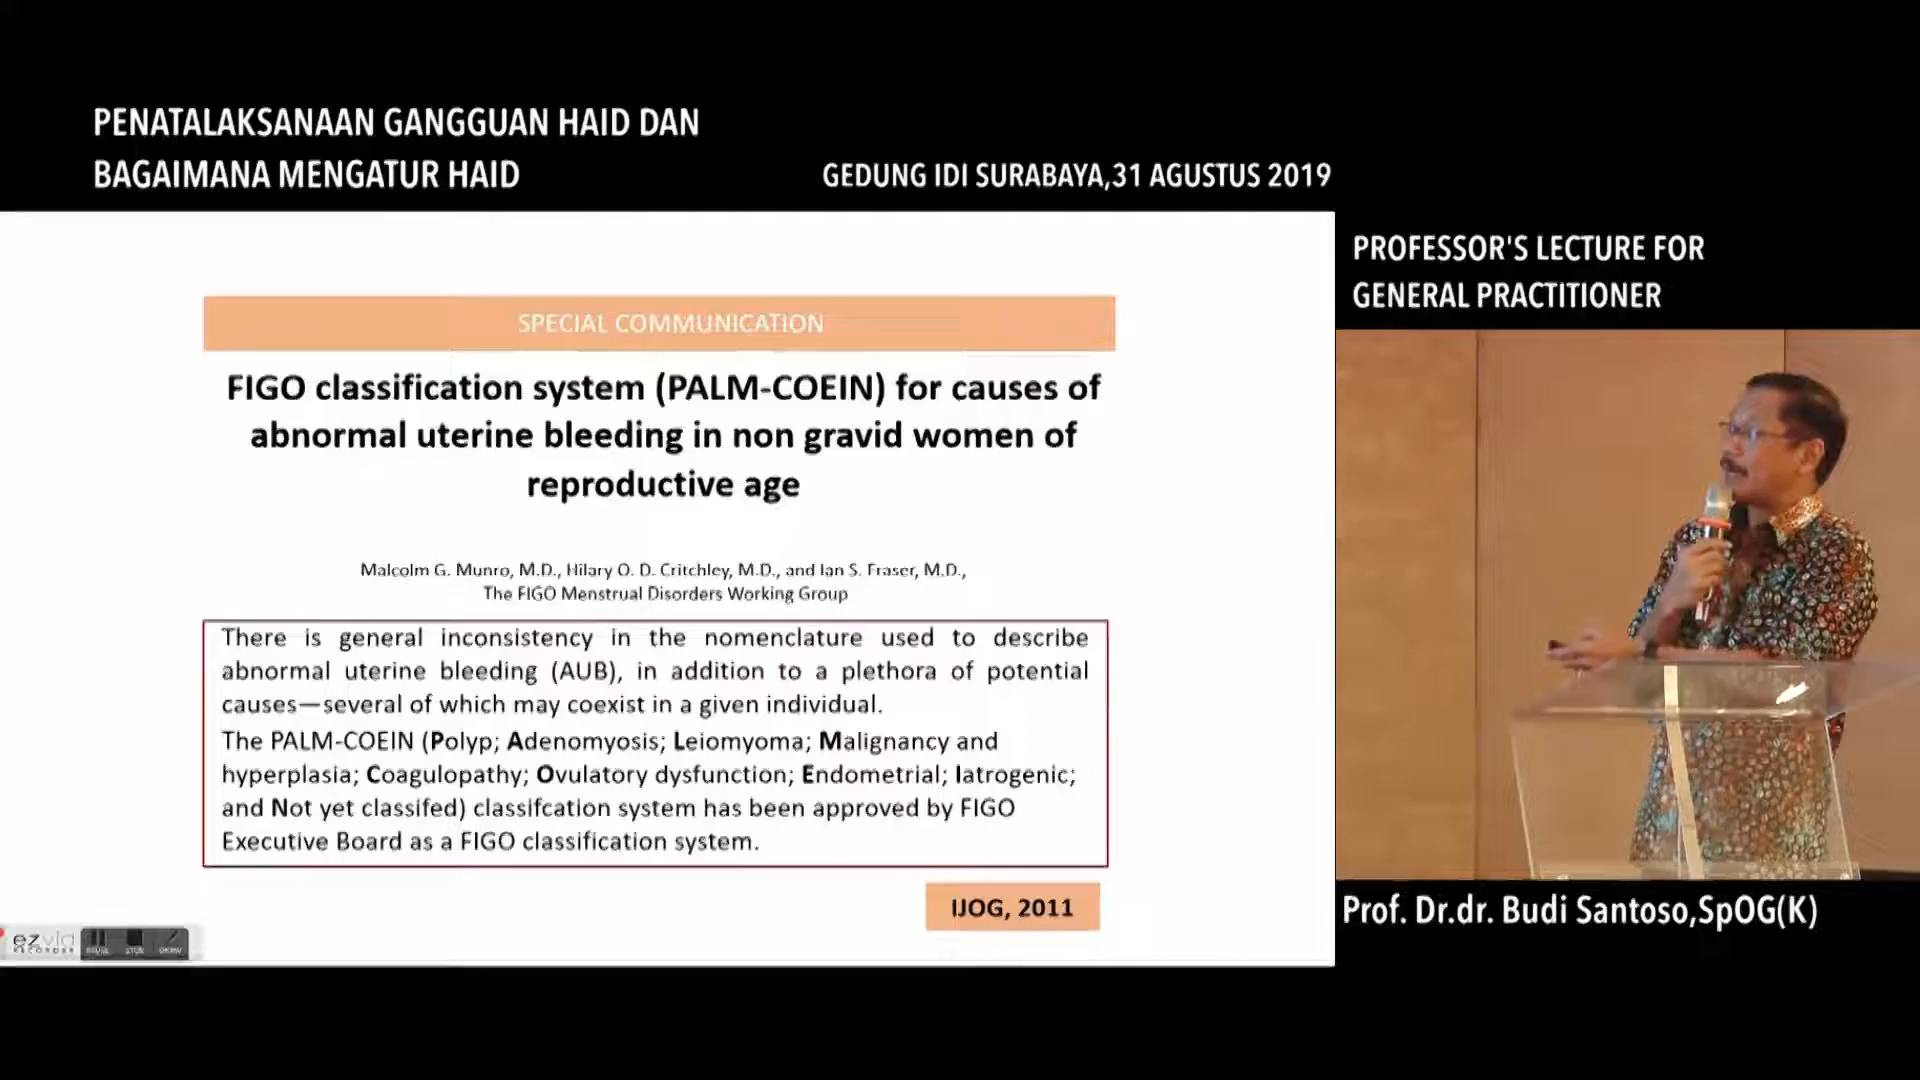 PENATALAKSANAAN GANGGUAN HAID DAN
BAGAIMANA MENGATUR HAID
GEDUNG IDI SURABAYA,31 AGUSTUS 2019
PROFESSOR'S LECTURE FOR
GENERAL PRACTITIONER
SPECIAL COMMUNICATION
FIGO classification system (PALM-COEIN) for causes of
abnormal uterine bleeding in non gravid women of
reproductive age
Malcolm G. Munro, M.D., Hilary O. D. Critchley, M.D., and Ian S. Fraser, M.D.,
The FIGO Menstrual Disorders Working Group
There is general inconsistency in the nomenclature used to describe
abnormal uterine bleeding (AUB), in addition to a plethora of potential
causes—several of which may coexist in a given individual.
The PALM-COEIN (Polyp; Adenomyosis; Leiomyoma; Malignancy and
hyperplasia; Coagulopathy; Ovulatory dysfunction; Endometrial; Iatrogenic;
and Not yet classifed) classifcation system has been approved by FIGO
Executive Board as a FIGO classification system.
IJOG, 2011
ezvid
RECORDER
PAUSE STOP DRAW
Prof. Dr.dr. Budi Santoso,SpOG(K)